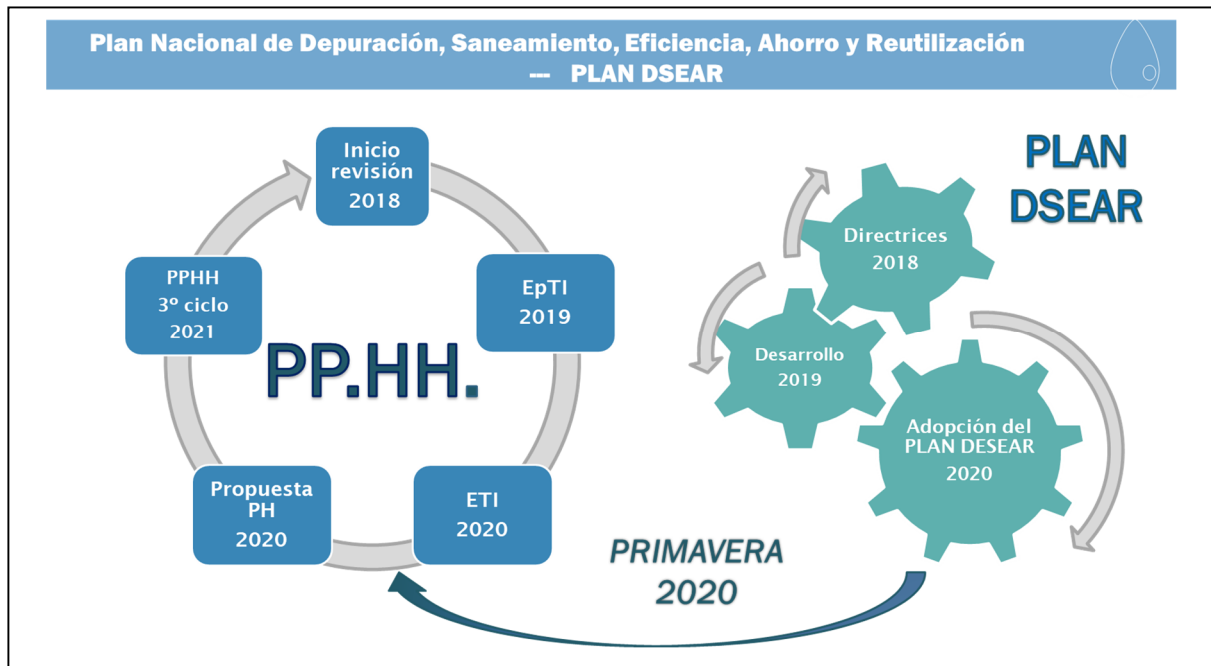 Plan Nacional de Depuración, Saneamiento, Eficiencia, Ahorro y Reutilización
--- PLAN DSEAR
Inicio
revisión
2018
EpTI
2019
ETI
2020
Propuesta
PH
2020
PPHH
3º ciclo
2021
PP.HH.
PLAN
DSEAR
Directrices
2018
Desarrollo
2019
Adopción del
PLAN DESEAR
2020
PRIMAVERA
2020